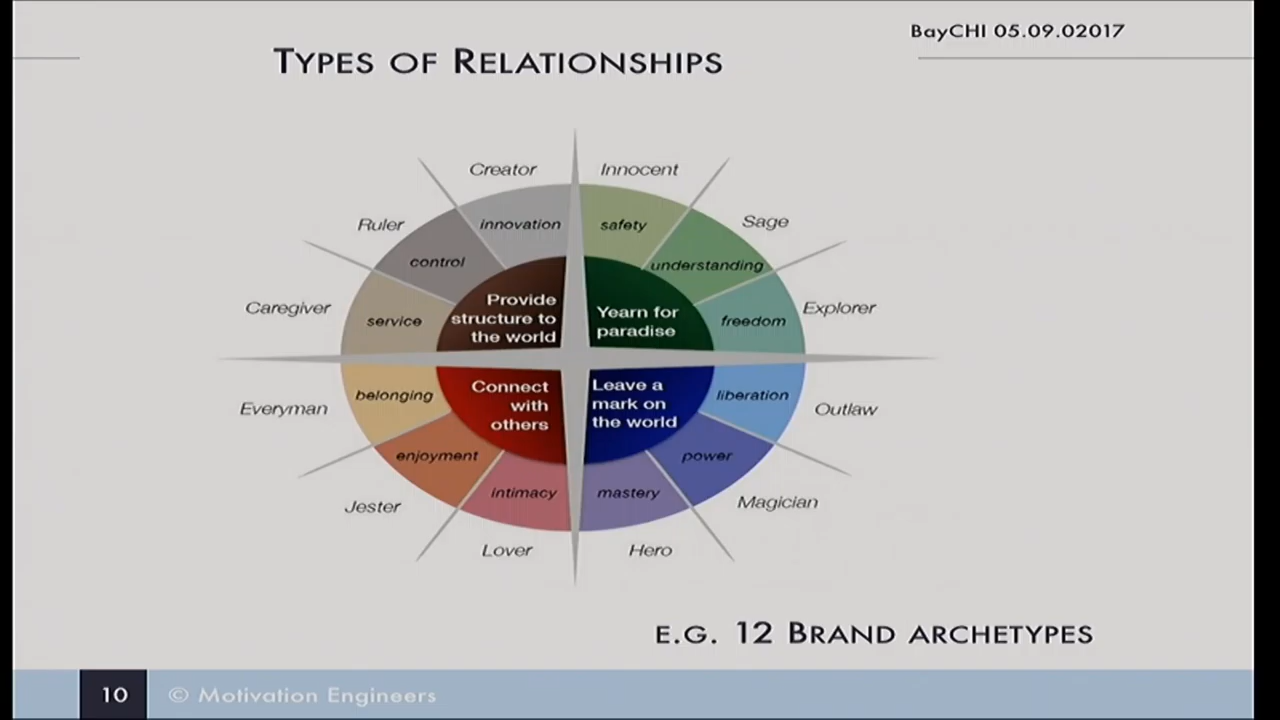 BayCHI 05.09.02017
TYPES OF RELATIONSHIPS
Creator
Innocent
Ruler
Sage
innovation
safety
control
understanding
Caregiver
Explorer
service
freedom
Provide
structure to
the world
Yearn for
paradise
Connect
with
others
Leave a
mark on
the world
belonging
liberation
Everyman
Outlaw
enjoyment
power
intimacy
mastery
Jester
Magician
Lover
Hero
E.G. 12 BRAND ARCHETYPES
10
© Motivation Engineers